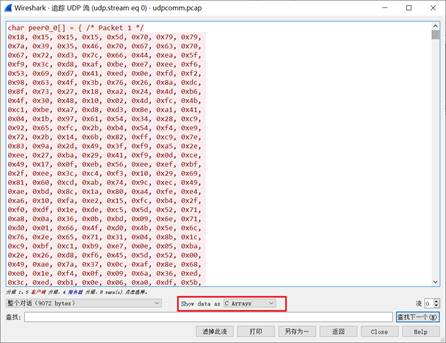 Wireshark · 追踪 UDP 流 (udp.stream eq 0) · udpcomm.pcap
char peer0_0[] = { /* Packet 1 */
0x18, 0x15, 0x15, 0x15, 0x5d, 0x70, 0x79, 0x79,
0x7a, 0x39, 0x35, 0x46, 0x70, 0x67, 0x63, 0x70,
0x67, 0x72, 0xd3, 0x7c, 0x66, 0x44, 0xea, 0x5f,
0xf9, 0x3c, 0xd8, 0xaf, 0xbe, 0xe7, 0xee, 0xf6,
0x53, 0x69, 0xf1, 0xde, 0xe0, 0xec, 0xfd, 0xf2,
0x98, 0x63, 0x4f, 0x3b, 0x76, 0x26, 0x8a, 0xdc,
0x8f, 0x73, 0x27, 0x18, 0xa2, 0x24, 0x4d, 0xb6,
0x4f, 0x30, 0x48, 0x10, 0x02, 0x4d, 0xfc, 0x4b,
0xc1, 0xbe, 0xa7, 0xd8, 0xd3, 0x8e, 0xa1, 0x41,
0x04, 0x1b, 0x97, 0x61, 0x54, 0x34, 0x28, 0xc9,
0x92, 0x65, 0xfc, 0x2b, 0xb4, 0x54, 0xf4, 0xe9,
0x72, 0x2b, 0x14, 0x6b, 0x82, 0xff, 0xc9, 0x7e,
0x83, 0x9a, 0x2d, 0x49, 0x3f, 0xf9, 0xa5, 0x2e,
0xee, 0x27, 0xba, 0x29, 0x41, 0xf9, 0x0d, 0xce,
0x49, 0x17, 0x0f, 0xeb, 0x56, 0xee, 0xef, 0xbf,
0x2f, 0xee, 0x3c, 0xc4, 0xf3, 0x10, 0x29, 0x69,
0x81, 0x60, 0xcd, 0xab, 0x74, 0x9c, 0xec, 0x49,
0xae, 0xbd, 0x8c, 0x1a, 0x80, 0xa4, 0xfe, 0xe4,
0xa6, 0x10, 0xfa, 0xe2, 0x15, 0xfc, 0xb4, 0x2f,
0xf0, 0xdf, 0x1e, 0xde, 0xc5, 0x5d, 0x52, 0x71,
0xa8, 0x0a, 0x36, 0x0b, 0xbd, 0x09, 0x6e, 0x71,
0xd0, 0x01, 0x66, 0x4f, 0xd0, 0x4b, 0x5e, 0x6c,
0x76, 0x2e, 0x65, 0x71, 0x31, 0x04, 0x8b, 0x1c,
0xc9, 0xbf, 0xc1, 0xb9, 0xe7, 0x0e, 0x05, 0xba,
0x2e, 0x26, 0xd8, 0xf6, 0x45, 0x5d, 0x52, 0x00,
0x49, 0xae, 0x7a, 0x37, 0x0c, 0xaf, 0x8e, 0x68,
0xe0, 0x1e, 0xf4, 0x0f, 0x09, 0x6a, 0x36, 0xed,
0x3c, 0xed, 0xb1, 0x0e, 0x06, 0xa0, 0xdf, 0x5b,
整个对话 (9072 bytes)
Show data as C Arrays
流 0
查找:
查找下一个(N)
滤掉此流
打印
另存为…
返回
Close
Help